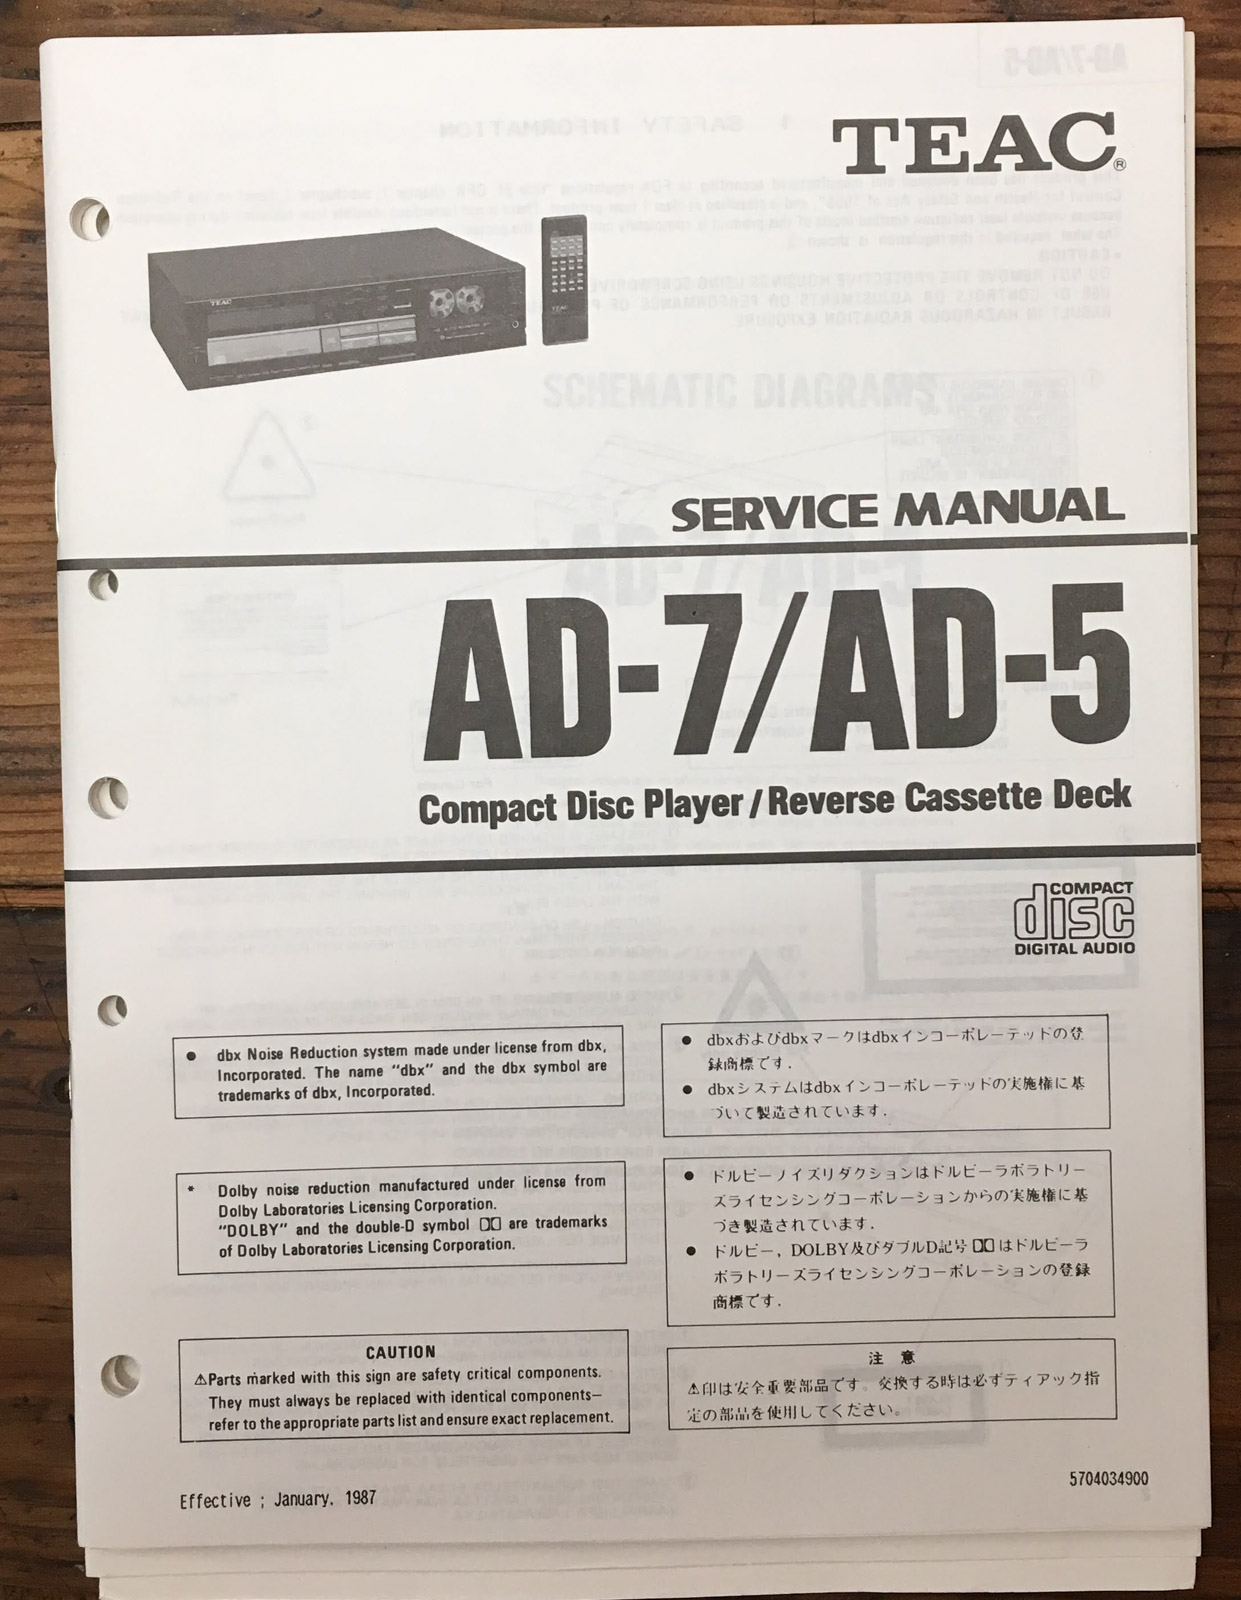 TEAC®
TEAC
TEAC
SCHEMATIC DIAGRAMS
SERVICE MANUAL
AD-7/AD-5
Compact Disc Player/Reverse Cassette Deck
COMPACT
disc
DIGITAL AUDIO
● dbx Noise Reduction system made under license from dbx,
Incorporated. The name "dbx" and the dbx symbol are
trademarks of dbx, Incorporated.
● dbxおよびdbxマークはdbxインコーポレーテッドの登
録商標です.
● dbxシステムはdbxインコーポレーテッドの実施権に基
づいて製造されています.
* Dolby noise reduction manufactured under license from
Dolby Laboratories Licensing Corporation.
"DOLBY" and the double-D symbol are trademarks
of Dolby Laboratories Licensing Corporation.
● ドルビーノイズリダクションはドルビーラボラトリー
ズライセンシングコーポレーションからの実施権に基
づき製造されています.
● ドルビー, DOLBY及びダブルD記号はドルビーラ
ボラトリーズライセンシングコーポレーションの登録
商標です.
CAUTION
⚠Parts marked with this sign are safety critical components.
They must always be replaced with identical components–
refer to the appropriate parts list and ensure exact replacement.
注 意
⚠印は安全重要部品です。交換する時は必ずティアック指
定の部品を使用してください。
5704034900
Effective ; January. 1987